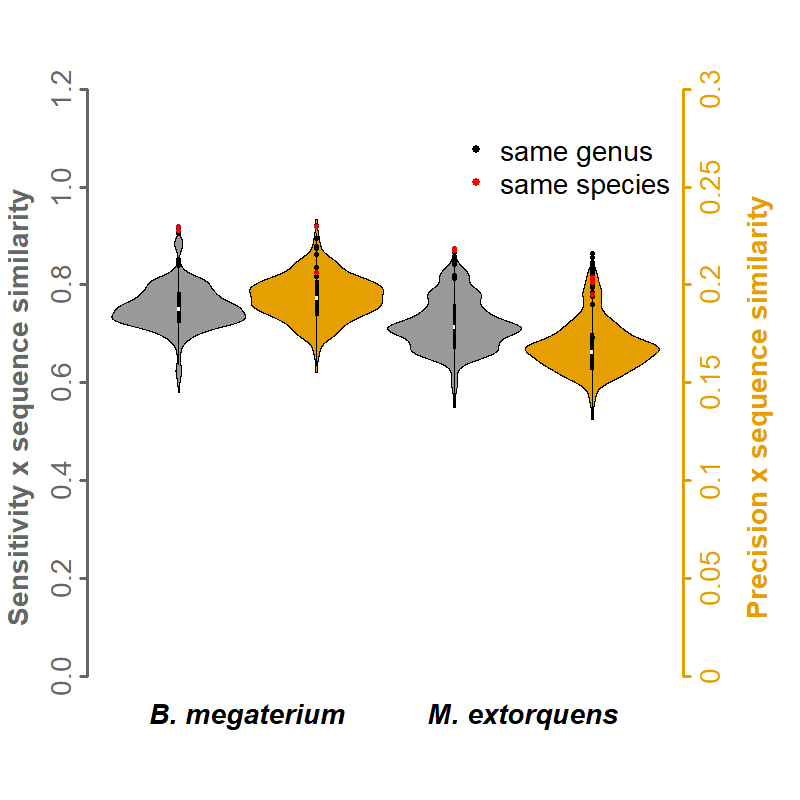 Sensitivity x sequence similarity
1.2
1.0
0.8
0.6
0.4
0.2
0.0
same genus
same species
0.3
0.25
0.2
0.15
0.1
0.05
0
Precision x sequence similarity
B. megaterium
M. extorquens